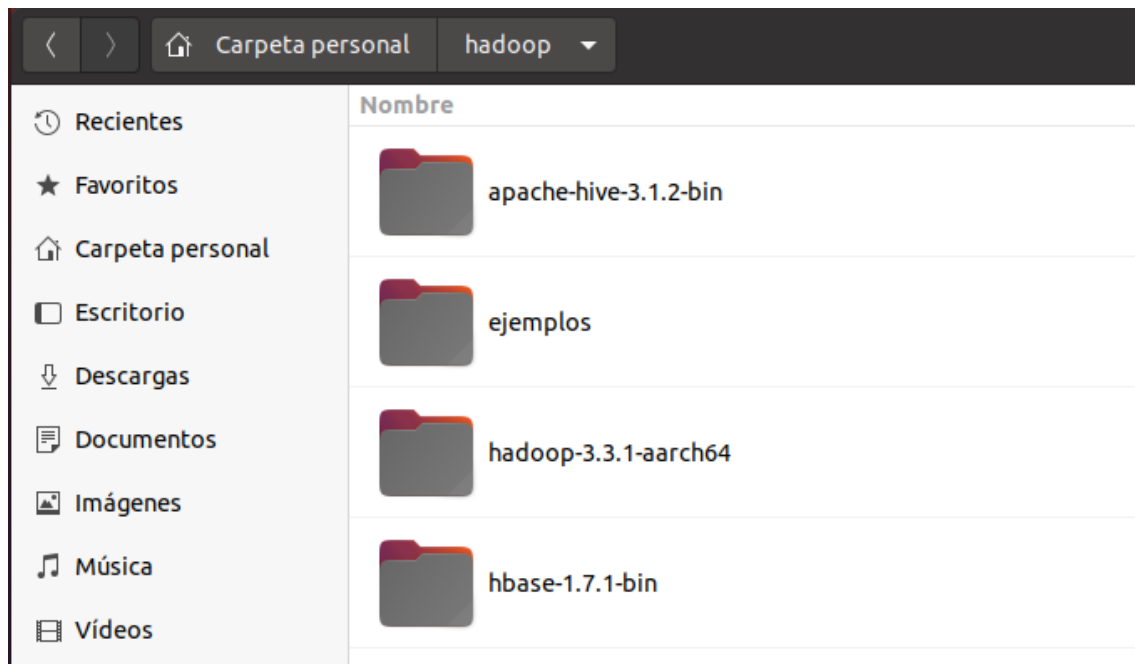 Carpeta personal hadoop
Recientes
Favoritos
Carpeta personal
Escritorio
Descargas
Documentos
Imágenes
Música
Vídeos
Nombre
apache-hive-3.1.2-bin
ejemplos
hadoop-3.3.1-aarch64
hbase-1.7.1-bin